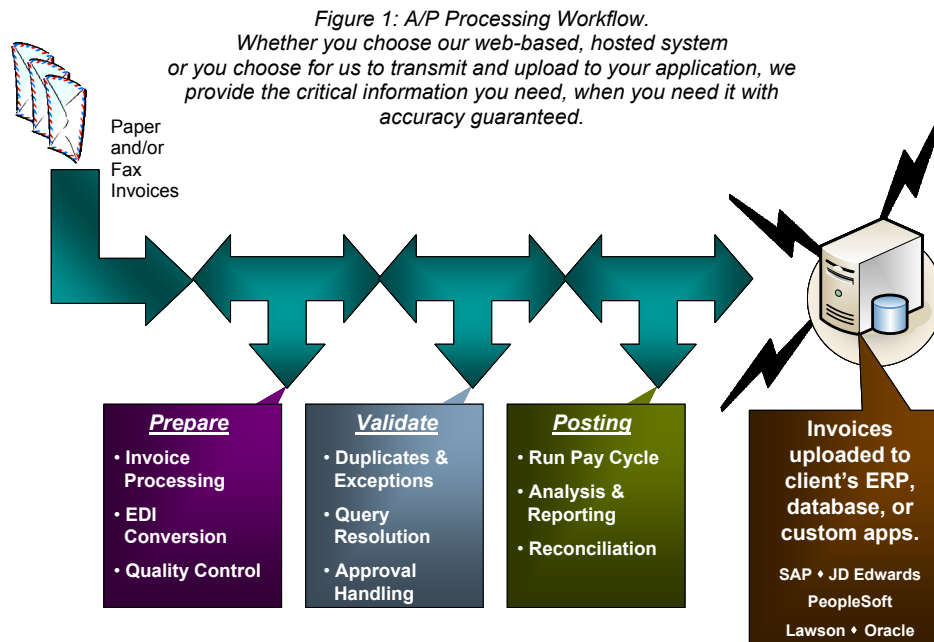 Figure 1: A/P Processing Workflow.
Whether you choose our web-based, hosted system
or you choose for us to transmit and upload to your application, we
provide the critical information you need, when you need it with
accuracy guaranteed.
Paper
and/or
Fax
Invoices
Prepare
• Invoice
Processing
• EDI
Conversion
• Quality Control
Validate
• Duplicates &
Exceptions
• Query
Resolution
• Approval
Handling
Posting
• Run Pay Cycle
• Analysis &
Reporting
• Reconciliation
Invoices
uploaded to
client's ERP,
database, or
custom apps.
SAP ♦ JD Edwards
PeopleSoft
Lawson ♦ Oracle